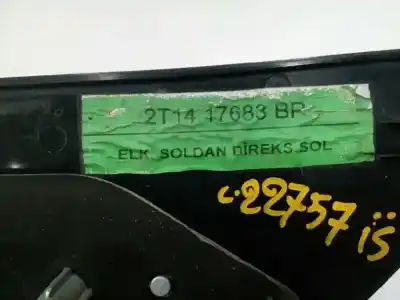 2T14 17683 BP
ELK. SOLDAN DİREKS.SOL
c.22757 is